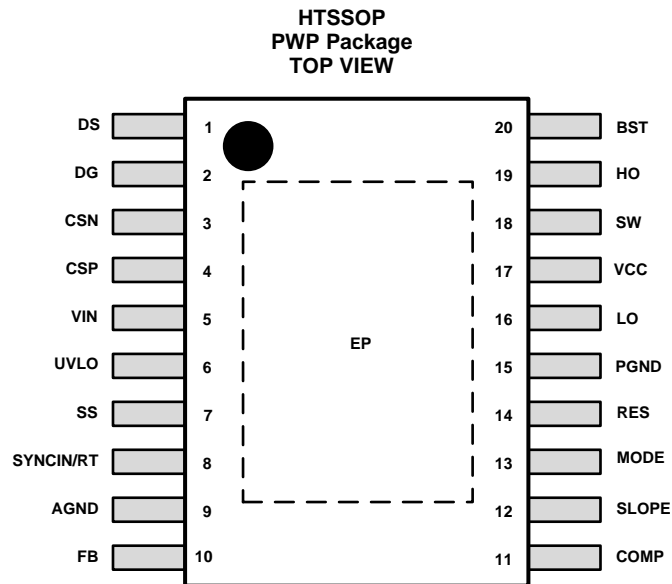 HTSSOP
PWP Package
TOP VIEW
DS 1 20 BST
DG 2 19 HO
CSN 3 18 SW
CSP 4 17 VCC
VIN 5 16 LO
EP
UVLO 6 15 PGND
SS 7 14 RES
SYNCIN/RT 8 13 MODE
AGND 9 12 SLOPE
FB 10 11 COMP